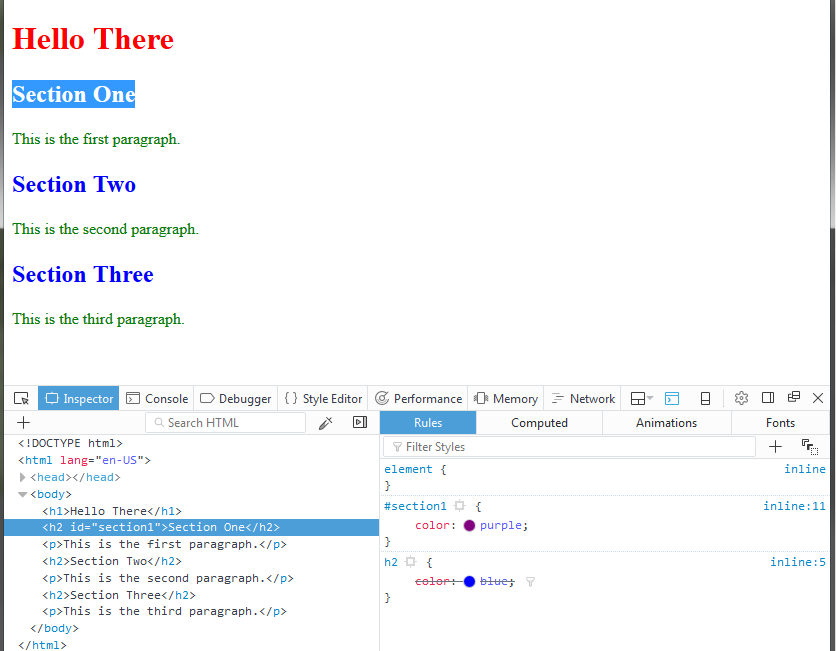 Hello There
Section One
This is the first paragraph.
Section Two
This is the second paragraph.
Section Three
This is the third paragraph.
Inspector Console Debugger { } Style Editor Performance Memory Network
+ Search HTML
<!DOCTYPE html>
<html lang="en-US">
<head></head>
<body>
<h1>Hello There</h1>
<h2 id="section1">Section One</h2>
<p>This is the first paragraph.</p>
<h2>Section Two</h2>
<p>This is the second paragraph.</p>
<h2>Section Three</h2>
<p>This is the third paragraph.</p>
</body>
</html>
Rules Computed Animations Fonts
Filter Styles +
element { inline
}
#section1 { inline:11
color: purple;
}
h2 { inline:5
color: blue;
}